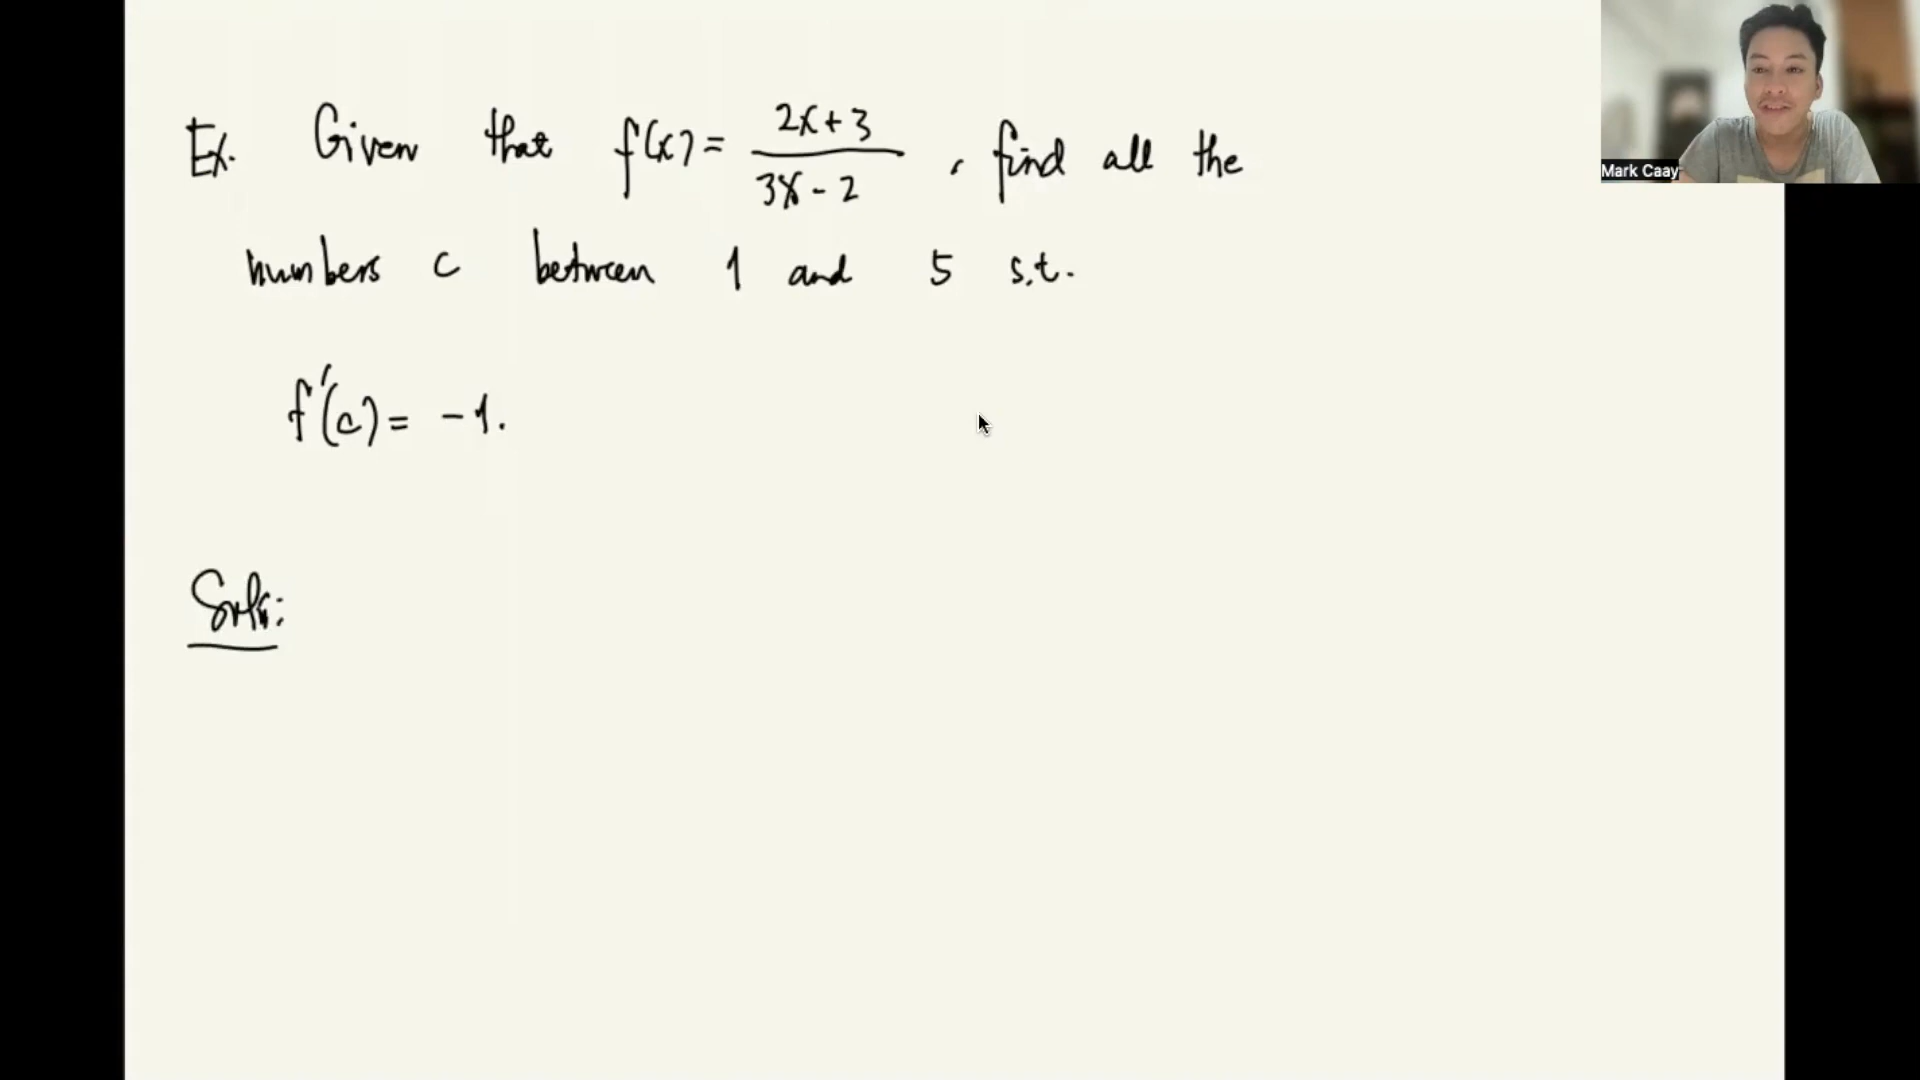 Ex. Given that f(x) = (2x+3)/(3x-2), find all the
numbers c between 1 and 5 s.t.
f'(c) = -1.
Soln:
Mark Caay